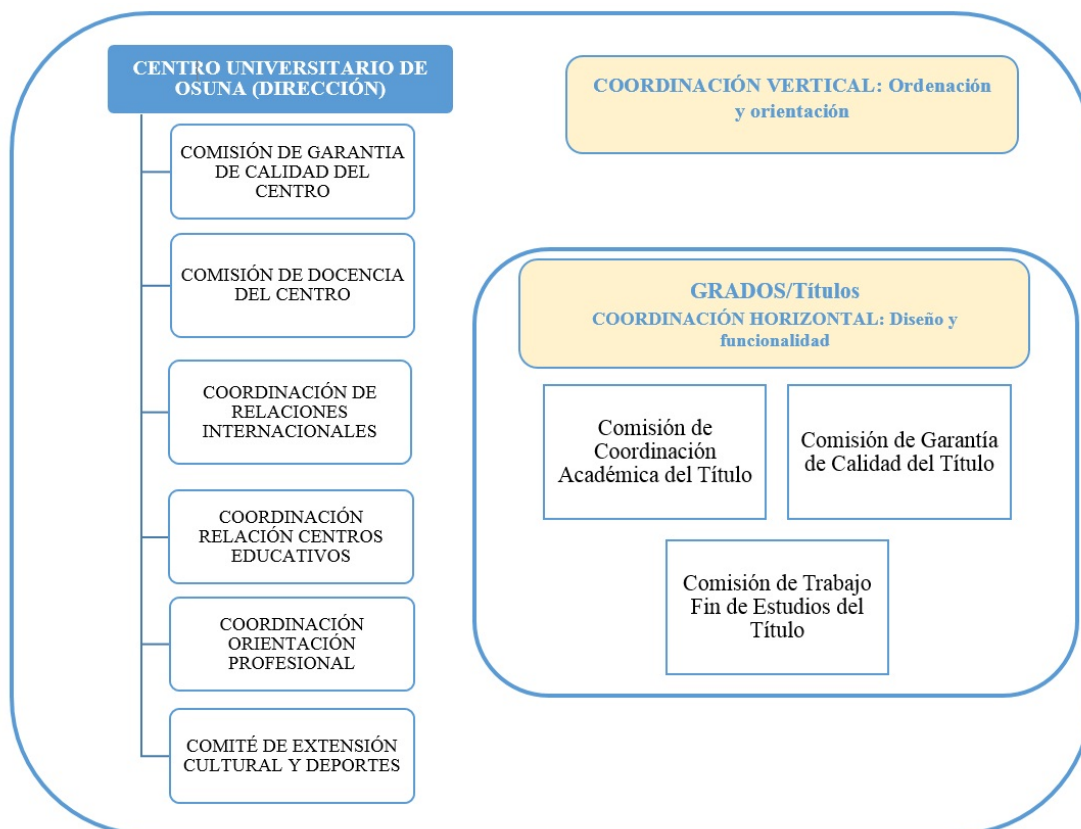 CENTRO UNIVERSITARIO DE
OSUNA (DIRECCIÓN)
COMISIÓN DE GARANTIA
DE CALIDAD DEL
CENTRO
COMISIÓN DE DOCENCIA
DEL CENTRO
COORDINACIÓN DE
RELACIONES
INTERNACIONALES
COORDINACIÓN
RELACIÓN CENTROS
EDUCATIVOS
COORDINACIÓN
ORIENTACIÓN
PROFESIONAL
COMITÉ DE EXTENSIÓN
CULTURAL Y DEPORTES
COORDINACIÓN VERTICAL: Ordenación
y orientación
GRADOS/Títulos
COORDINACIÓN HORIZONTAL: Diseño y
funcionalidad
Comisión de
Coordinación
Académica del Título
Comisión de Garantía
de Calidad del Título
Comisión de Trabajo
Fin de Estudios del
Título